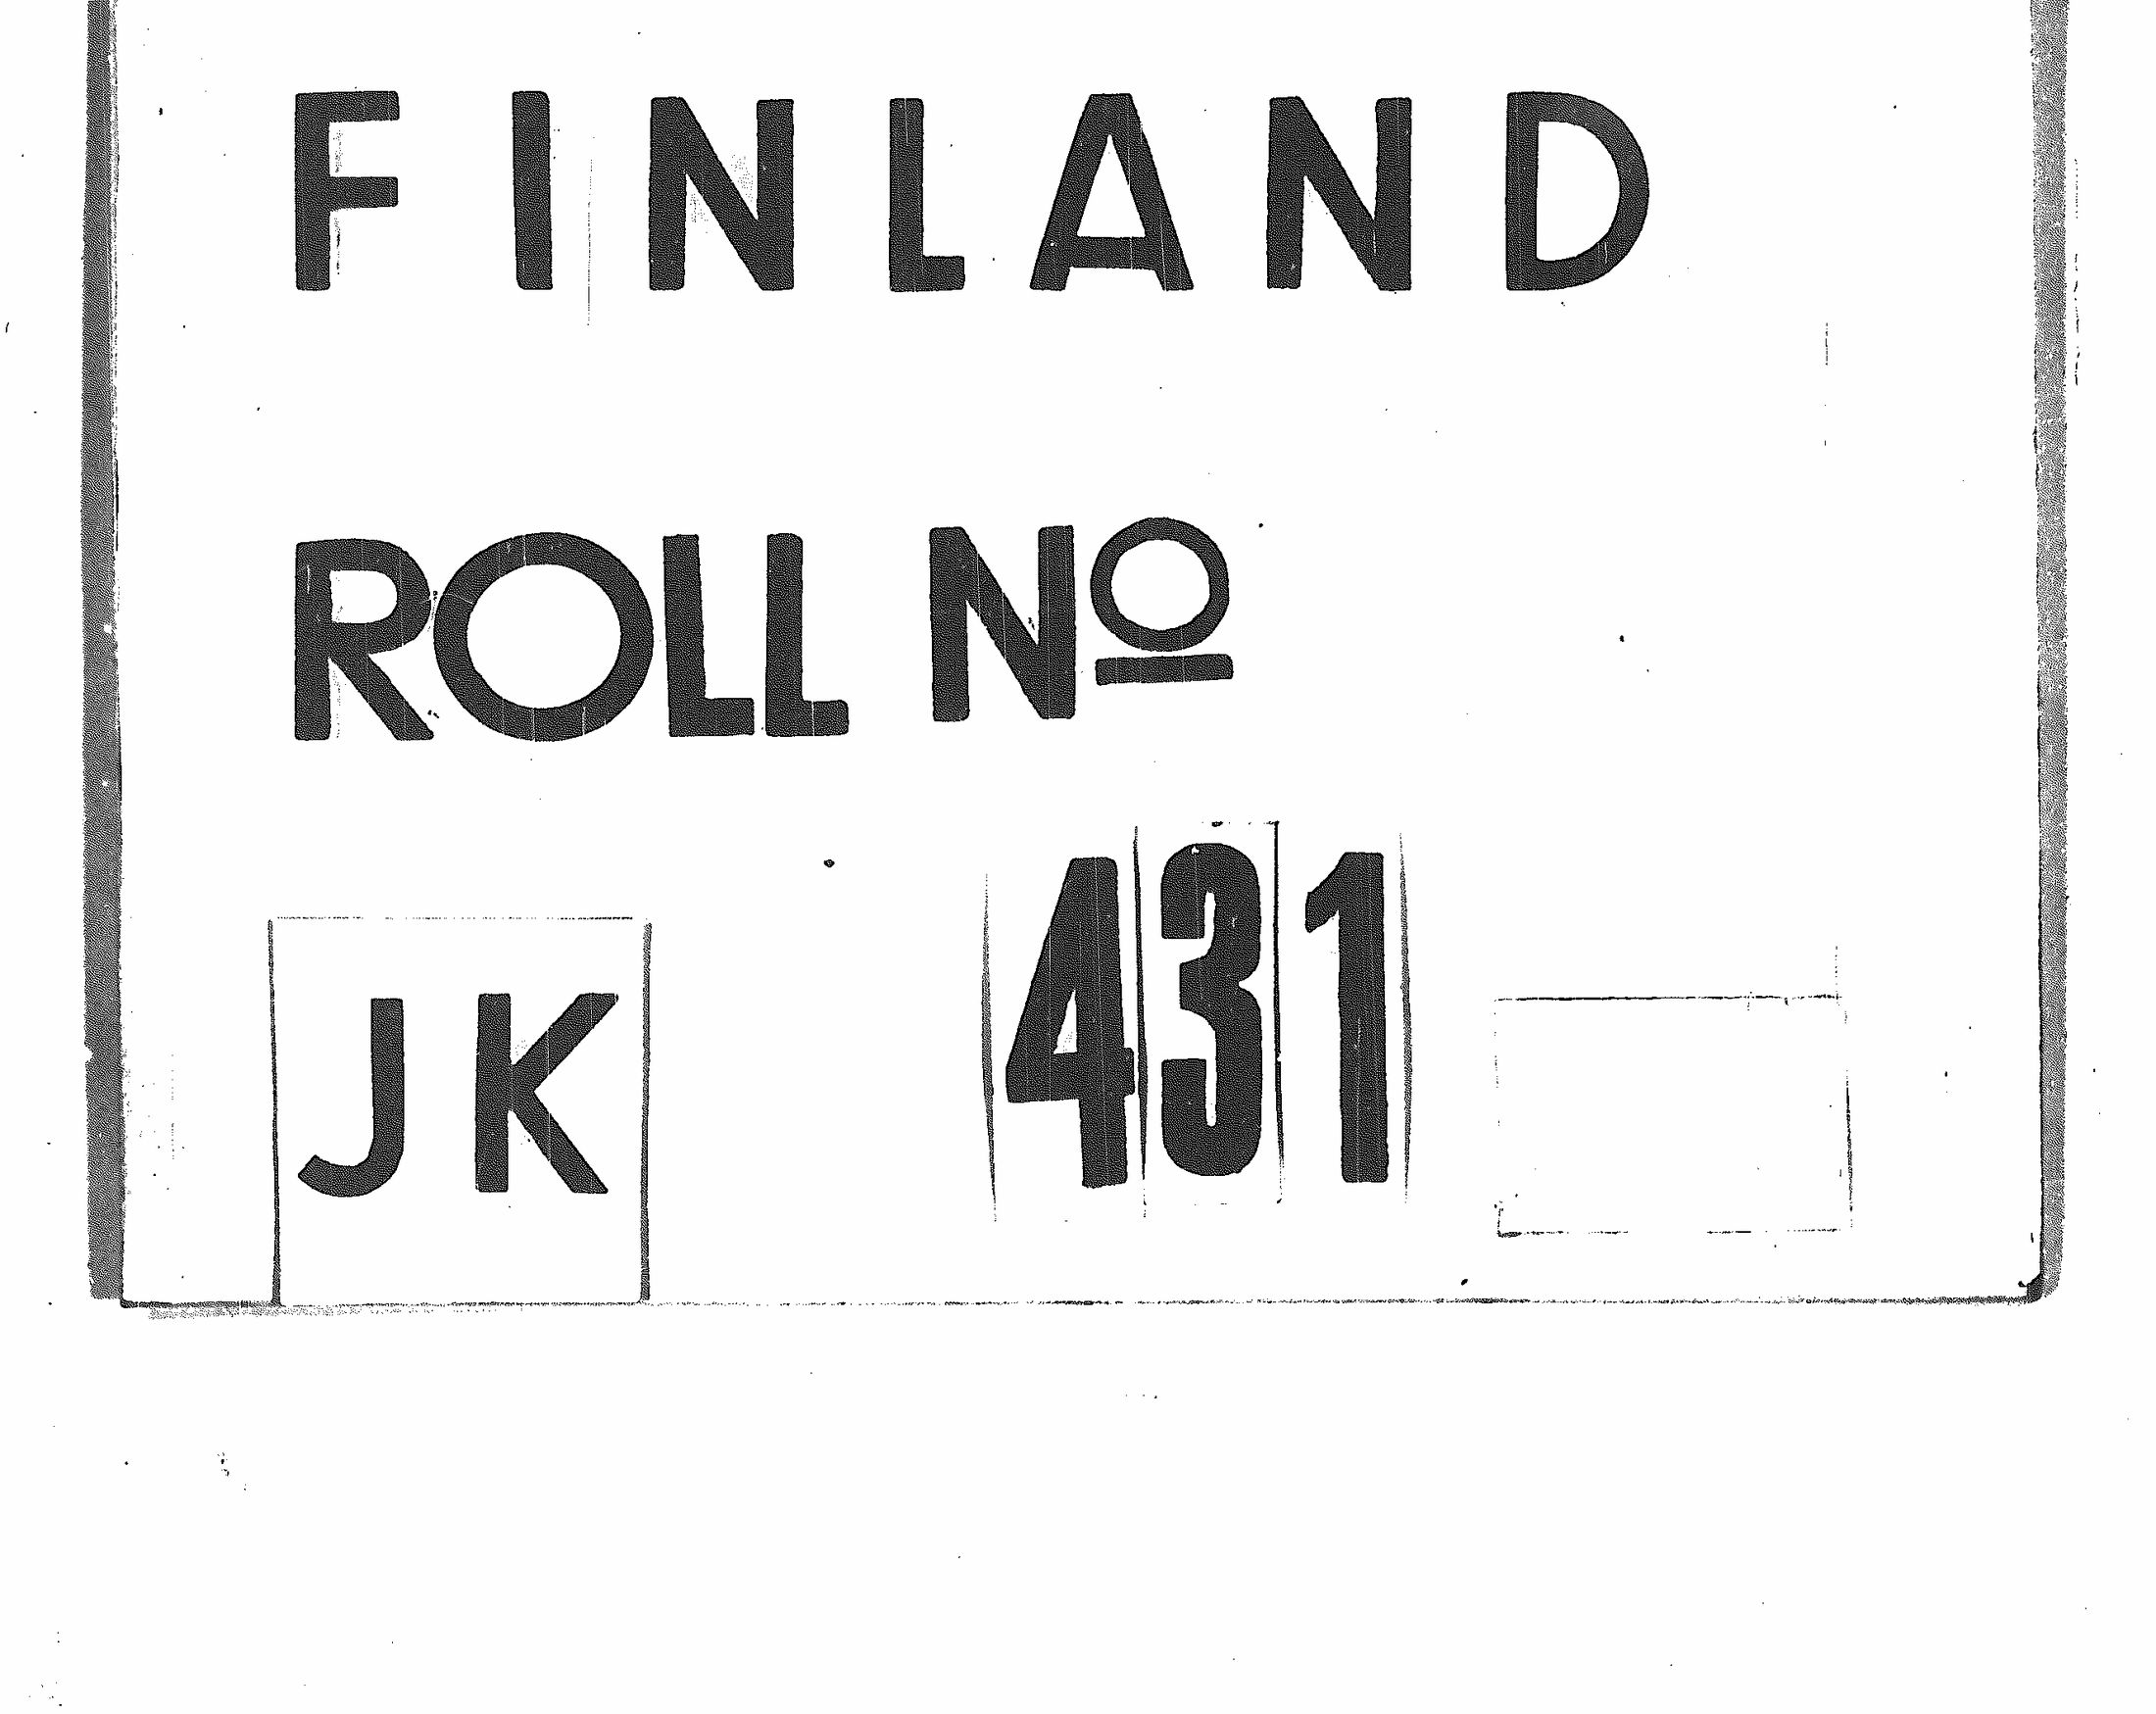 FINLAND
ROLL Nº
JK 431